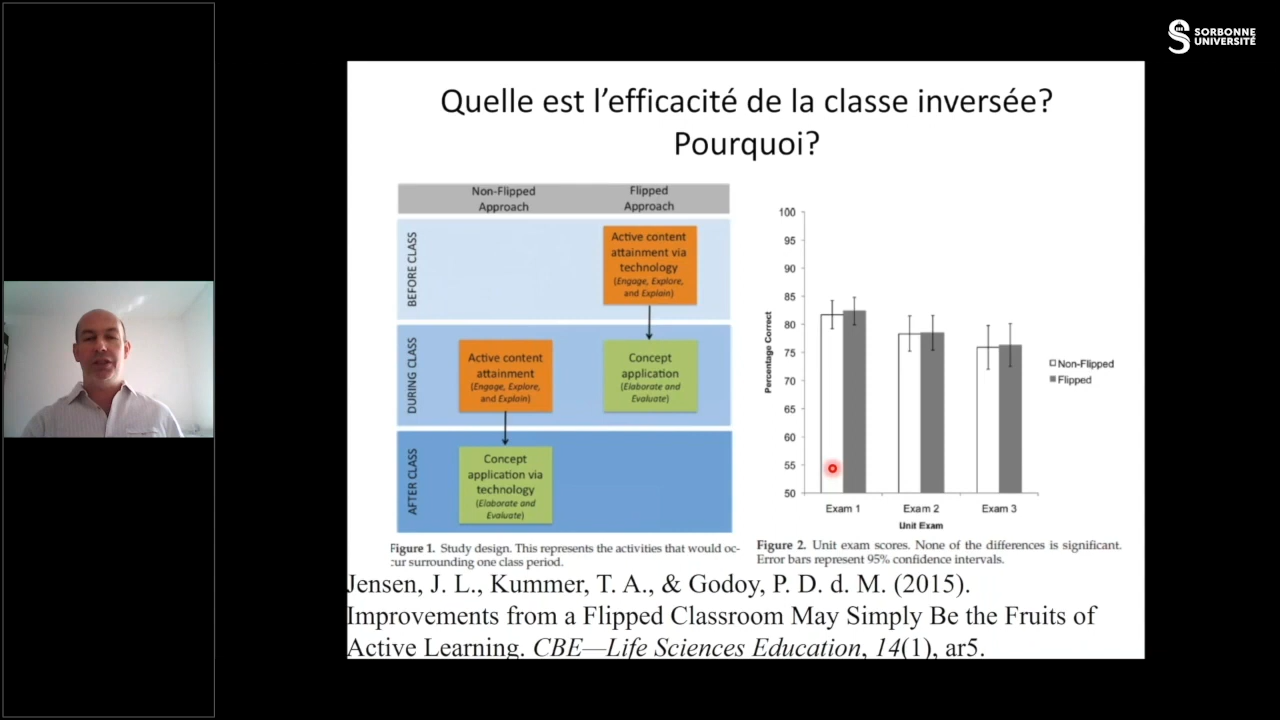 SORBONNE
UNIVERSITÉ
Quelle est l’efficacité de la classe inversée?
Pourquoi?
Non-Flipped
Approach
Flipped
Approach
BEFORE CLASS
Active content
attainment via
technology
(Engage, Explore,
and Explain)
DURING CLASS
Active content
attainment
(Engage, Explore,
and Explain)
Concept
application
(Elaborate and
Evaluate)
AFTER CLASS
Concept
application via
technology
(Elaborate and
Evaluate)
Figure 1. Study design. This represents the activities that would oc-
cur surrounding one class period.
Percentage Correct
100
95
90
85
80
75
70
65
60
55
50
Exam 1
Exam 2
Exam 3
Unit Exam
Non-Flipped
Flipped
Figure 2. Unit exam scores. None of the differences is significant.
Error bars represent 95% confidence intervals.
Jensen, J. L., Kummer, T. A., & Godoy, P. D. d. M. (2015).
Improvements from a Flipped Classroom May Simply Be the Fruits of
Active Learning. CBE—Life Sciences Education, 14(1), ar5.